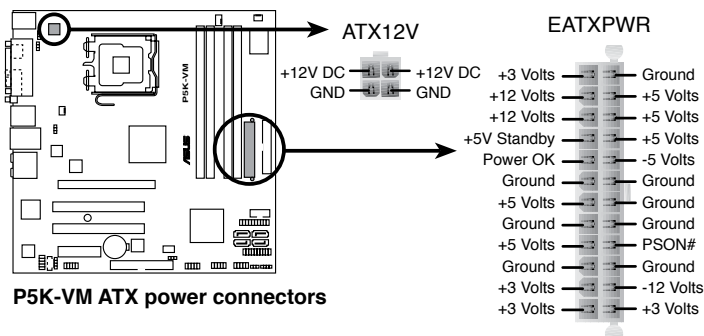 ATX12V
+12V DC +12V DC
GND GND
EATXPWR
+3 Volts Ground
+12 Volts +5 Volts
+12 Volts +5 Volts
+5V Standby +5 Volts
Power OK -5 Volts
Ground Ground
+5 Volts Ground
Ground Ground
+5 Volts PSON#
Ground Ground
+3 Volts -12 Volts
+3 Volts +3 Volts
P5K-VM
ASUS
P5K-VM ATX power connectors